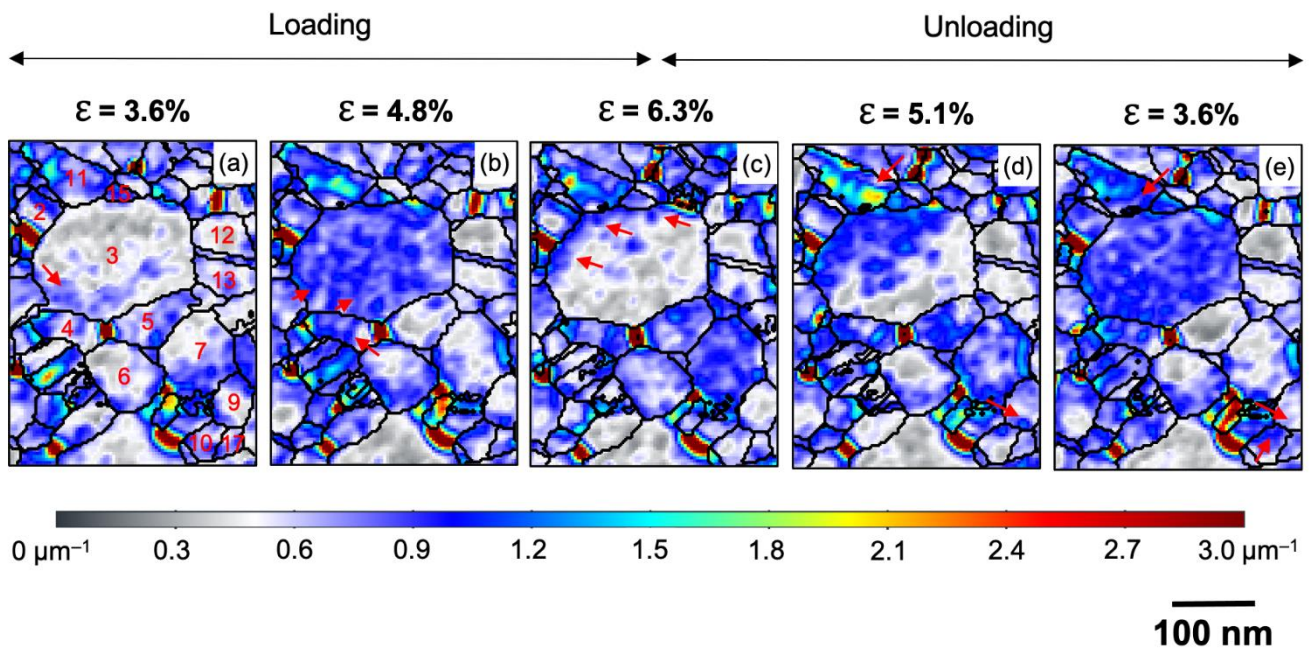 Loading Unloading
Ɛ = 3.6% Ɛ = 4.8% Ɛ = 6.3% Ɛ = 5.1% Ɛ = 3.6%
(a) (b) (c) (d) (e)
11
15
2
12
3
13
4 5
7
6
9
10 17
0 µm⁻¹ 0.3 0.6 0.9 1.2 1.5 1.8 2.1 2.4 2.7 3.0 µm⁻¹
100 nm